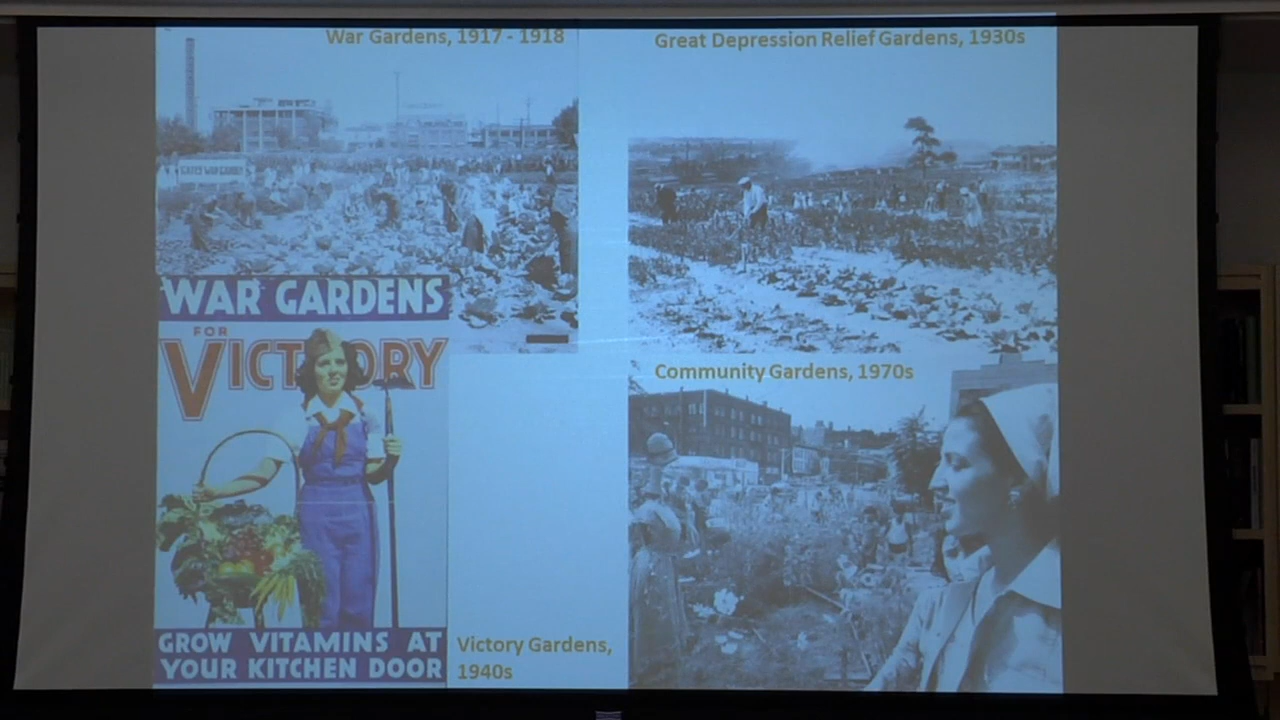 War Gardens, 1917 - 1918
Great Depression Relief Gardens, 1930s
WAR GARDENS
FOR
VICTORY
GROW VITAMINS AT
YOUR KITCHEN DOOR
Victory Gardens,
1940s
Community Gardens, 1970s